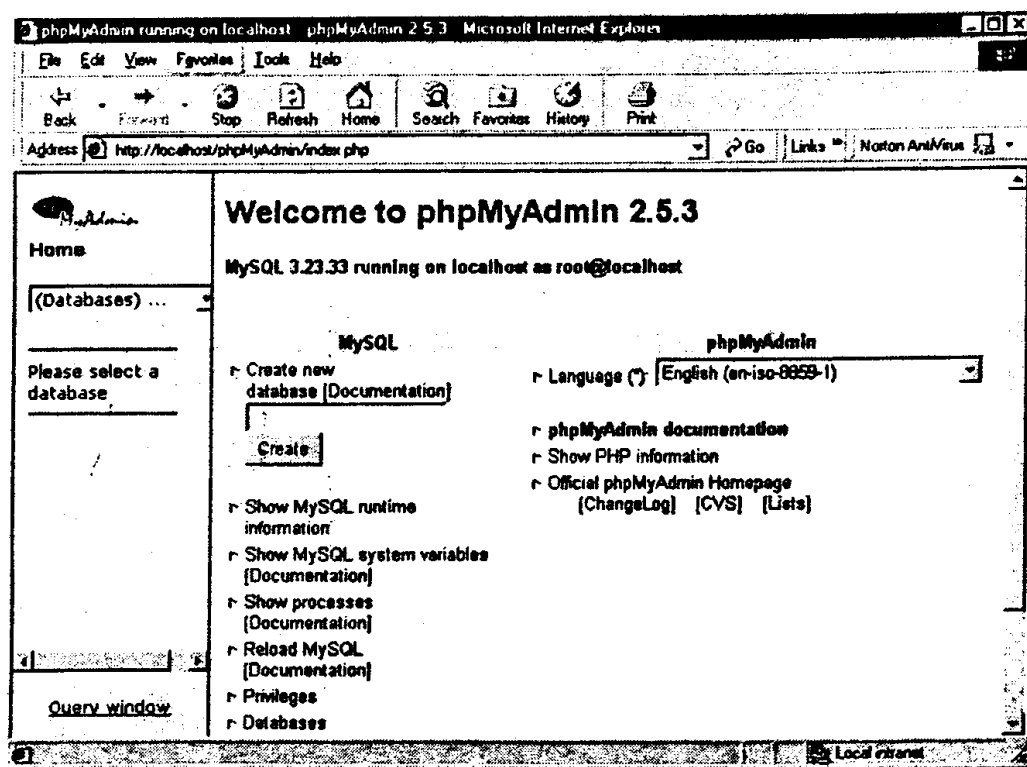 phpMyAdmin running on localhost phpMyAdmin 2 5 3 Microsoft Internet Explorer
File Edit View Favorites Tools Help
Back Forward Stop Refresh Home Search Favorites History Print
Address http://localhost/phpMyAdmin/index php Go Links » Norton AntiVirus
MyAdmin
Home
(Databases) ...
Please select a
database
Query window
Welcome to phpMyAdmin 2.5.3
MySQL 3.23.33 running on localhost as root@localhost
MySQL
Create new
database [Documentation]
Create
Show MySQL runtime
information
Show MySQL system variables
[Documentation]
Show processes
[Documentation]
Reload MySQL
[Documentation]
Privileges
Databases
phpMyAdmin
Language (*) English (en-iso-8859-1)
phpMyAdmin documentation
Show PHP information
Official phpMyAdmin Homepage
[ChangeLog] [CVS] [Lists]
Local intranet